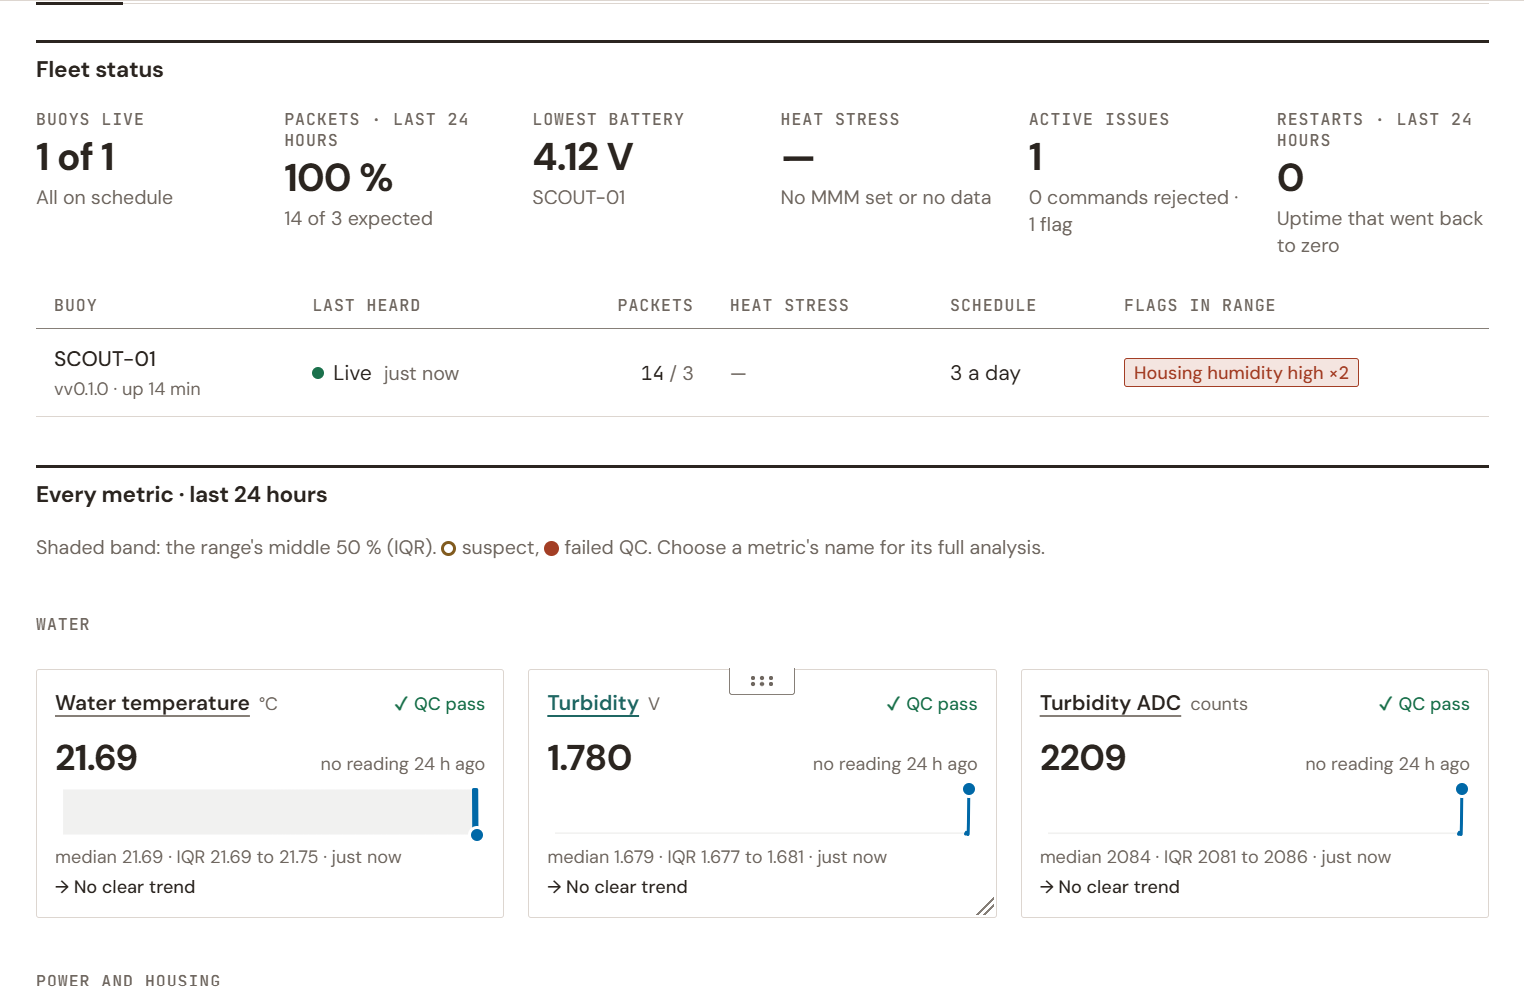 Fleet status
BUOYS LIVE
1 of 1
All on schedule
PACKETS · LAST 24
HOURS
100 %
14 of 3 expected
LOWEST BATTERY
4.12 V
SCOUT-01
HEAT STRESS
—
No MMM set or no data
ACTIVE ISSUES
1
0 commands rejected ·
1 flag
RESTARTS · LAST 24
HOURS
0
Uptime that went back
to zero
BUOY LAST HEARD PACKETS HEAT STRESS SCHEDULE FLAGS IN RANGE
SCOUT-01
vv0.1.0 · up 14 min
Live just now 14 / 3 — 3 a day Housing humidity high ×2
Every metric · last 24 hours
Shaded band: the range's middle 50 % (IQR). suspect, failed QC. Choose a metric's name for its full analysis.
WATER
Water temperature °C ✓ QC pass
21.69 no reading 24 h ago
median 21.69 · IQR 21.69 to 21.75 · just now
→ No clear trend
Turbidity V ✓ QC pass
1.780 no reading 24 h ago
median 1.679 · IQR 1.677 to 1.681 · just now
→ No clear trend
Turbidity ADC counts ✓ QC pass
2209 no reading 24 h ago
median 2084 · IQR 2081 to 2086 · just now
→ No clear trend
POWER AND HOUSING